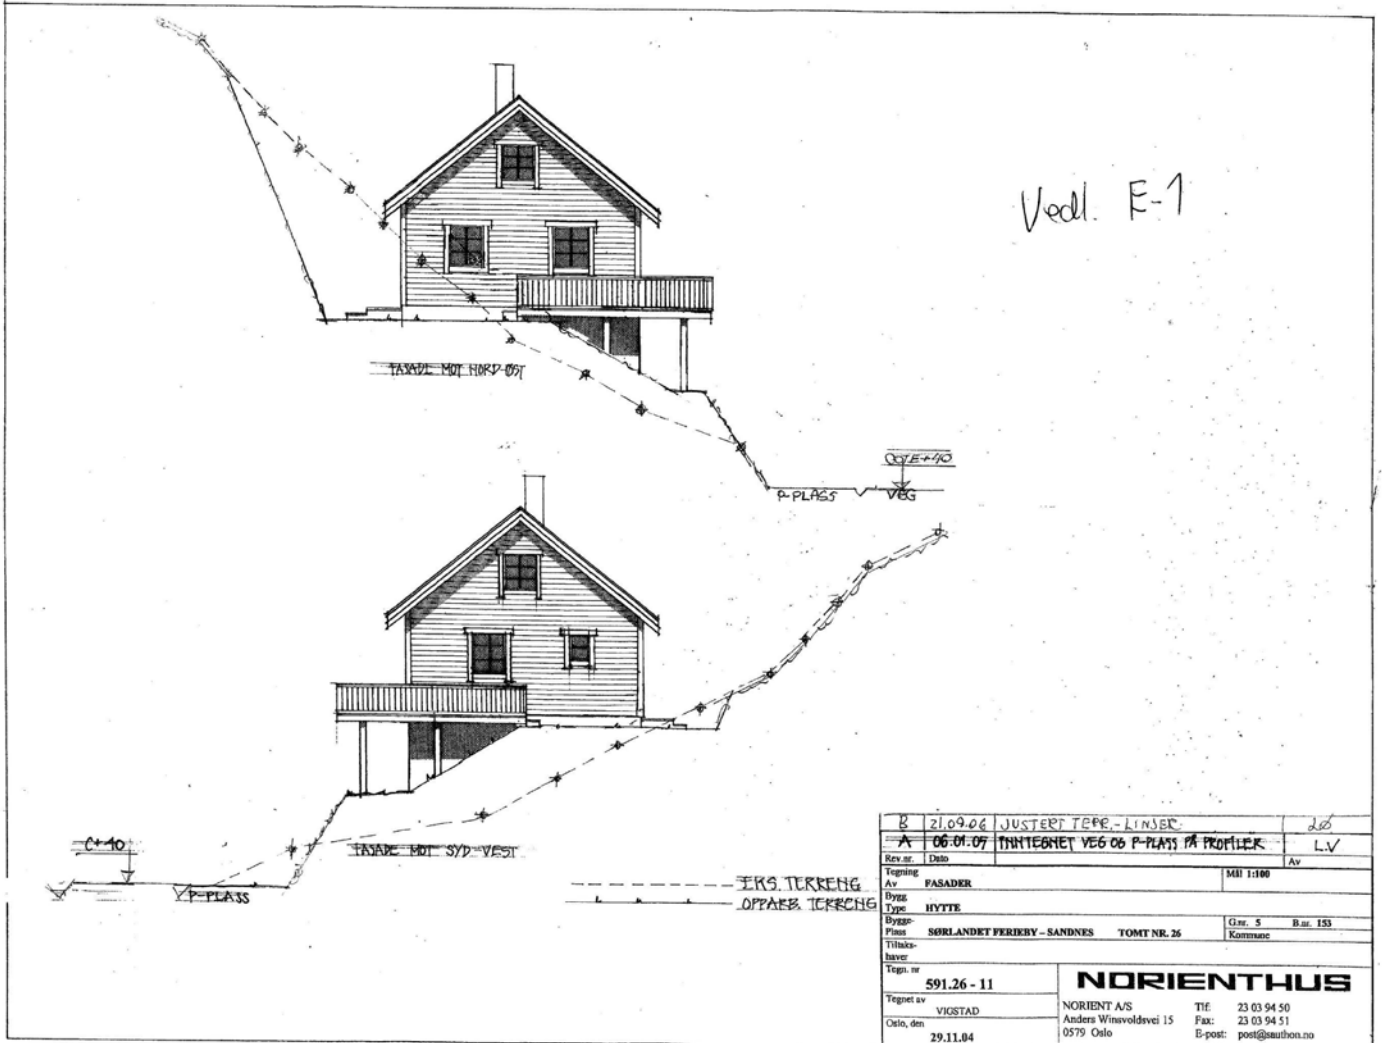 Vedl. E-1
FASADE MOT NORD-ØST
COTE+40
P-PLASS
VEG
C+40
P-PLASS
FASADE MOT SYD-VEST
EKS. TERRENG
OPPARB. TERRENG
B 21.09.06 JUSTERT TERR.-LINJER. LØ
A 06.01.05 INNTEGNET VEG OG P-PLASS PÅ PROFILER L.V
Rev.nr. Dato Av
Tegning
Av FASADER Mål 1:100
Bygg
Type HYTTE
Bygge-
Plass SØRLANDET FERIEBY – SANDNES TOMT NR. 26 G.nr. 5 B.nr. 153
Kommune
Tiltaks-
haver
Tegn. nr
591.26 - 11
NORIENTHUS
Tegnet av
VIGSTAD
Oslo, den
29.11.04
NORIENT A/S Tlf: 23 03 94 50
Anders Winsvoldsvei 15 Fax: 23 03 94 51
0579 Oslo E-post: post@sauthon.no